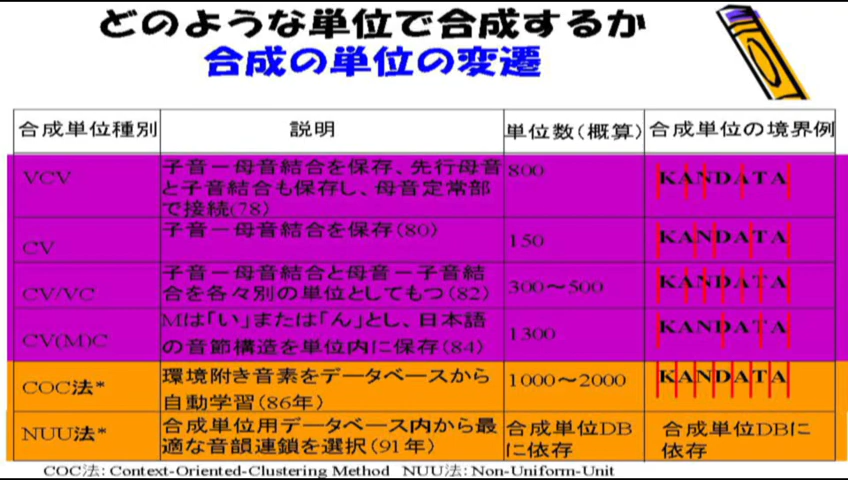 どのような単位で合成するか
合成の単位の変遷
合成単位種別 説明 単位数(概算) 合成単位の境界例
VCV
子音－母音結合を保存、先行母音
と子音結合も保存し、母音定常部
で接続(78)
800
KANDATA
CV
子音－母音結合を保存(80)
150
KANDATA
CV/VC
子音－母音結合と母音－子音結
合を各々別の単位としてもつ(82)
300～500
KANDATA
CV(M)C
Mは「い」または「ん」とし、日本語
の音節構造を単位内に保存(84)
1300
KANDATA
COC法*
環境附き音素をデータベースから
自動学習(86年)
1000～2000
KANDATA
NUU法*
合成単位用データベース内から最
適な音韻連鎖を選択(91年)
合成単位DB
に依存
合成単位DBに
依存
COC法: Context-Oriented-Clustering Method NUU法: Non-Uniform-Unit